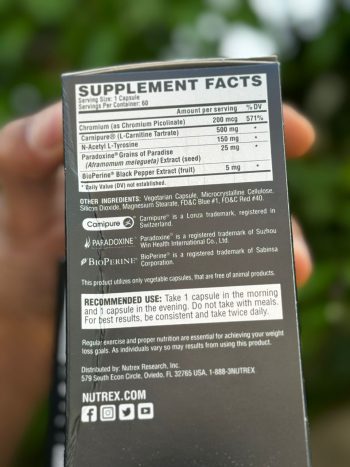 SUPPLEMENT FACTS
Serving Size: 1 Capsule
Servings Per Container: 60
Amount per serving % DV
Chromium (as Chromium Picolinate) 200 mcg 571%
Carnipure® (L-Carnitine Tartrate) 500 mg *
N-Acetyl L-Tyrosine 150 mg *
Paradoxine® Grains of Paradise 25 mg *
(Aframomum melegueta) Extract (seed)
BioPerine® Black Pepper Extract (fruit) 5 mg *
* Daily Value (DV) not established.
OTHER INGREDIENTS: Vegetarian Capsule, Microcrystalline Cellulose,
Silicon Dioxide, Magnesium Stearate, FD&C Blue #1, FD&C Red #40.
Carnipure® Carnipure® is a Lonza trademark, registered in
Switzerland.
PARADOXINE® Paradoxine® is a registered trademark of Suzhou
Win Health International Co., Ltd.
BIOPERINE® BioPerine® is a registered trademark of Sabinsa
Corporation.
This product utilizes only vegetable capsules, that are free of animal products.
RECOMMENDED USE: Take 1 capsule in the morning
and 1 capsule in the evening. Do not take with meals.
For best results, be consistent and take twice daily.
Regular exercise and proper nutrition are essential for achieving your weight
loss goals. As individuals vary so may results from using this product.
Distributed by: Nutrex Research, Inc.
579 South Econ Circle, Oviedo, FL 32765 USA. 1-888-3NUTREX
NUTREX.COM